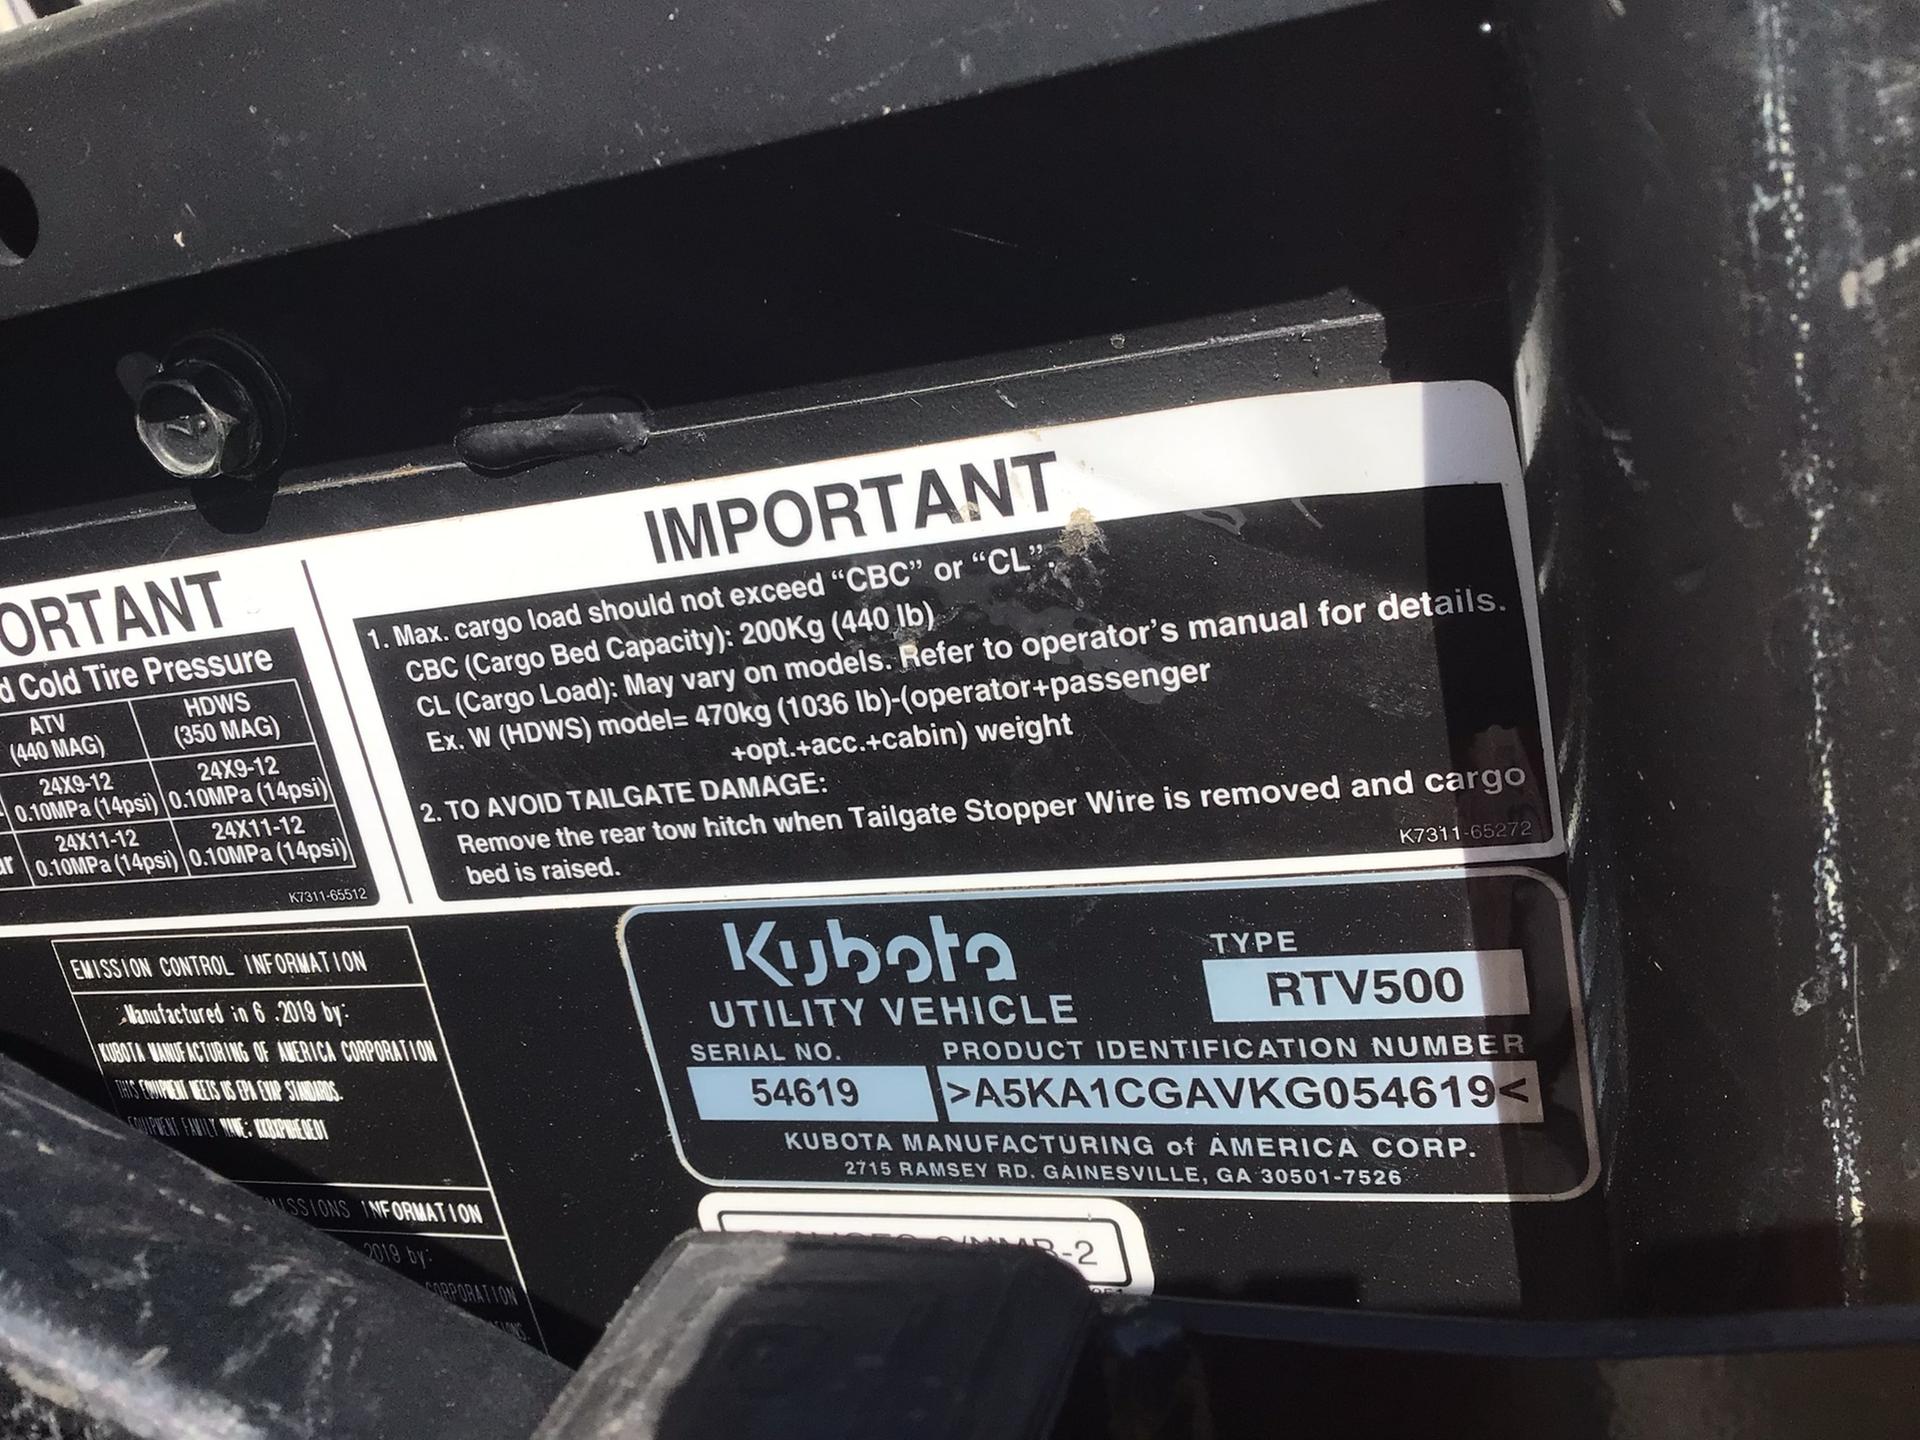 ORTANT
d Cold Tire Pressure
ATV
(440 MAG)
HDWS
(350 MAG)
24X9-12
0.10MPa (14psi)
24X9-12
0.10MPa (14psi)
24X11-12
0.10MPa (14psi)
24X11-12
0.10MPa (14psi)
K7311-65512
IMPORTANT
1. Max. cargo load should not exceed “CBC” or “CL”.
CBC (Cargo Bed Capacity): 200Kg (440 lb)
CL (Cargo Load): May vary on models. Refer to operator’s manual for details.
Ex. W (HDWS) model= 470kg (1036 lb)-(operator+passenger
+opt.+acc.+cabin) weight
2. TO AVOID TAILGATE DAMAGE:
Remove the rear tow hitch when Tailgate Stopper Wire is removed and cargo
bed is raised.
K7311-65272
EMISSION CONTROL INFORMATION
Manufactured in 6 .2019 by:
KUBOTA MANUFACTURING OF AMERICA CORPORATION
THIS EQUIPMENT MEETS US EPA EVAP STANDARDS.
EQUIPMENT FAMILY NAME:
INFORMATION
2019 by:
CORPORATION
Kubota
UTILITY VEHICLE
TYPE
RTV500
SERIAL NO.
54619
PRODUCT IDENTIFICATION NUMBER
>A5KA1CGAVKG054619<
KUBOTA MANUFACTURING of AMERICA CORP.
2715 RAMSEY RD. GAINESVILLE, GA 30501-7526